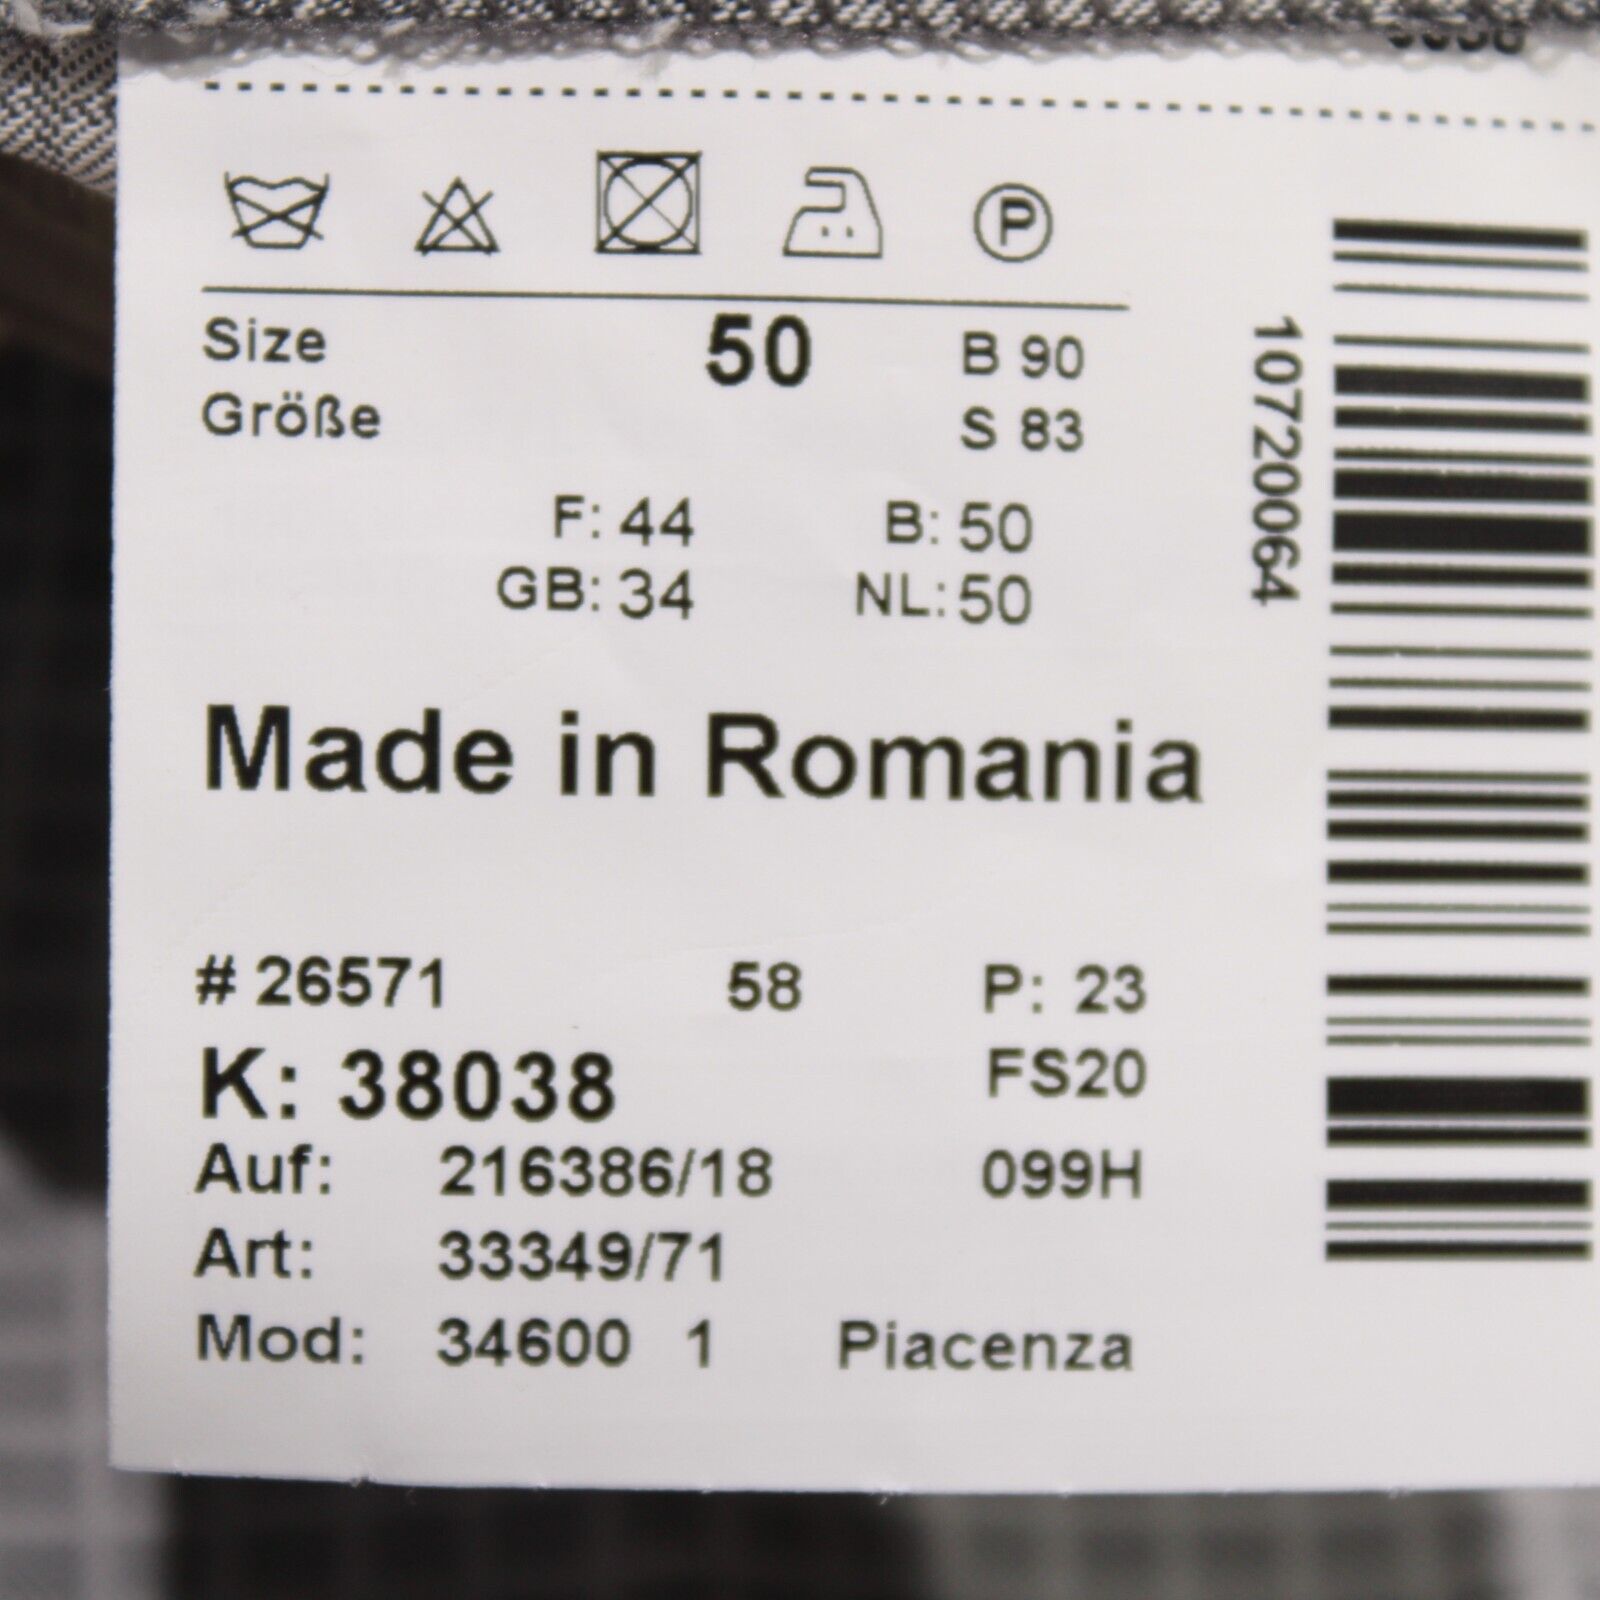 P
Size 50 B 90
Größe S 83
F: 44 B: 50
GB: 34 NL: 50
Made in Romania
# 26571 58 P: 23
K: 38038 FS20
Auf: 216386/18 099H
Art: 33349/71
Mod: 34600 1 Piacenza
10720064